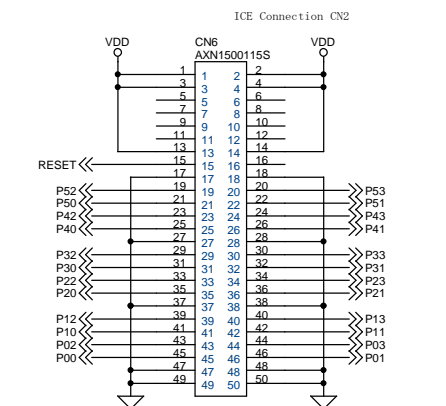 ICE Connection CN2
VDD CN6 VDD
AXN1500115S
1 1 2 2
3 3 4 4
5 5 6 6
7 7 8 8
9 9 10 10
11 11 12 12
13 13 14 14
RESET 15 15 16 16
17 17 18 18
P52 19 19 20 20 P53
P50 21 21 22 22 P51
P42 23 23 24 24 P43
P40 25 25 26 26 P41
27 27 28 28
P32 29 29 30 30 P33
P30 31 31 32 32 P31
P22 33 33 34 34 P23
P20 35 35 36 36 P21
37 37 38 38
P12 39 39 40 40 P13
P10 41 41 42 42 P11
P02 43 43 44 44 P03
P00 45 45 46 46 P01
47 47 48 48
49 49 50 50